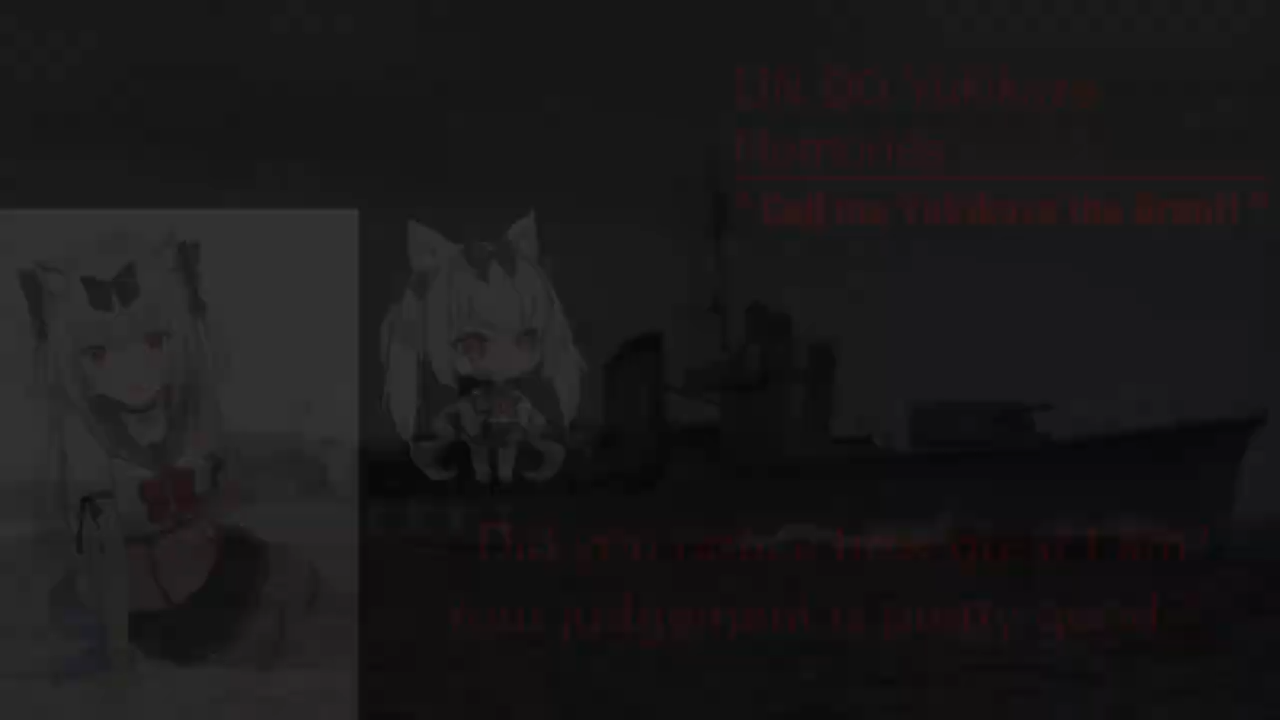 IJN DD Yukikaze
Memories
"Call me Yukikaze the Great!"
Did you notice how great I am?
Your judgement is pretty good."